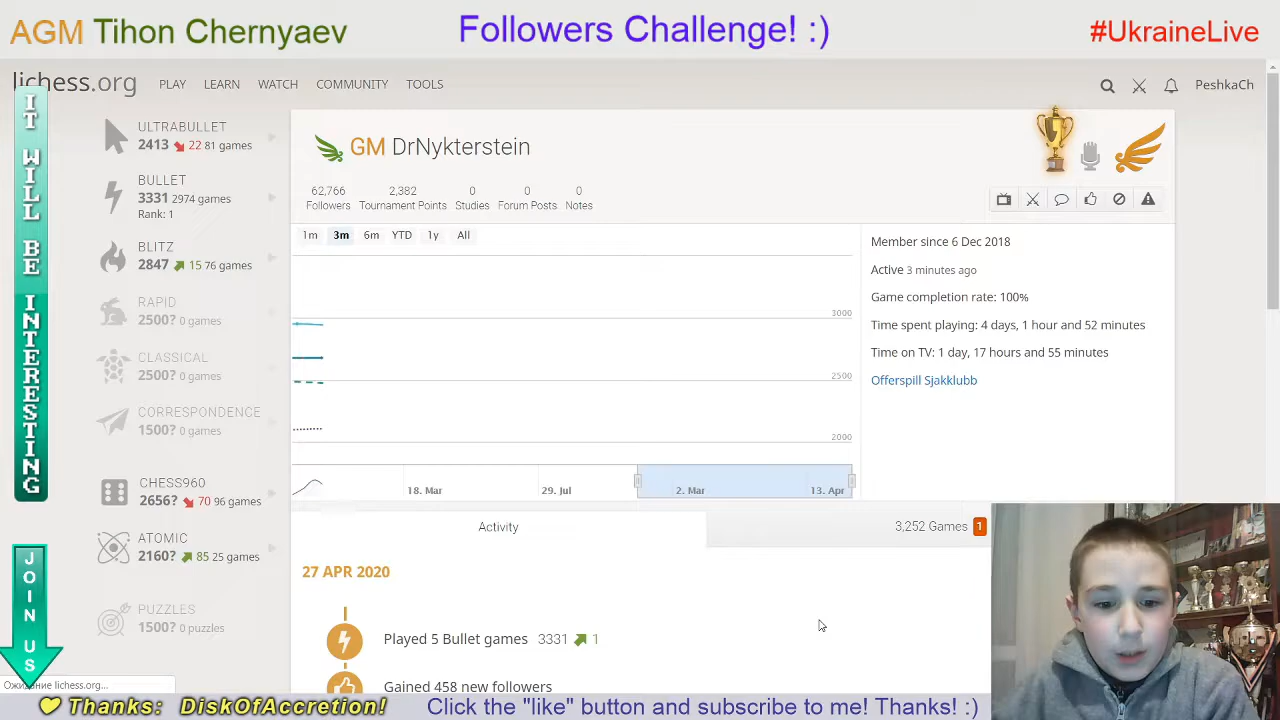 AGM Tihon Chernyaev
Followers Challenge! :)
#UkraineLive
lichess.org
PLAY LEARN WATCH COMMUNITY TOOLS
PeshkaCh
IT WILL BE INTERESTING
JOIN US
ULTRABULLET
2413 22 81 games
BULLET
3331 2974 games
Rank: 1
BLITZ
2847 15 76 games
RAPID
2500? 0 games
CLASSICAL
2500? 0 games
CORRESPONDENCE
1500? 0 games
CHESS960
2656? 70 96 games
ATOMIC
2160? 85 25 games
PUZZLES
1500? 0 puzzles
Ожидание lichess.org...
GM DrNykterstein
62,766 2,382 0 0 0
Followers Tournament Points Studies Forum Posts Notes
1m 3m 6m YTD 1y All
3000
2500
2000
18. Mar 29. Jul 2. Mar 13. Apr
Member since 6 Dec 2018
Active 3 minutes ago
Game completion rate: 100%
Time spent playing: 4 days, 1 hour and 52 minutes
Time on TV: 1 day, 17 hours and 55 minutes
Offerspill Sjakklubb
Activity
3,252 Games 1
27 APR 2020
Played 5 Bullet games 3331 1
Gained 458 new followers
Thanks: DiskOfAccretion!
Click the "like" button and subscribe to me! Thanks! :)